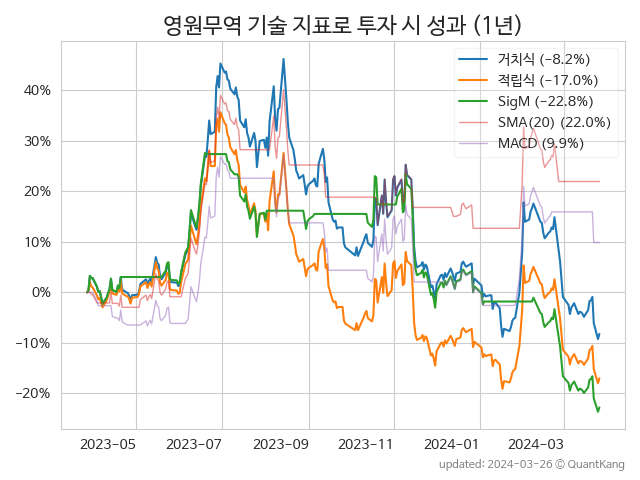 영원무역 기술 지표로 투자 시 성과 (1년)
거치식 (−8.2%)
적립식 (−17.0%)
SigM (−22.8%)
SMA(20) (22.0%)
MACD (9.9%)
40%
30%
20%
10%
0%
−10%
−20%
2023-05 2023-07 2023-09 2023-11 2024-01 2024-03
updated: 2024-03-26 © QuantKang